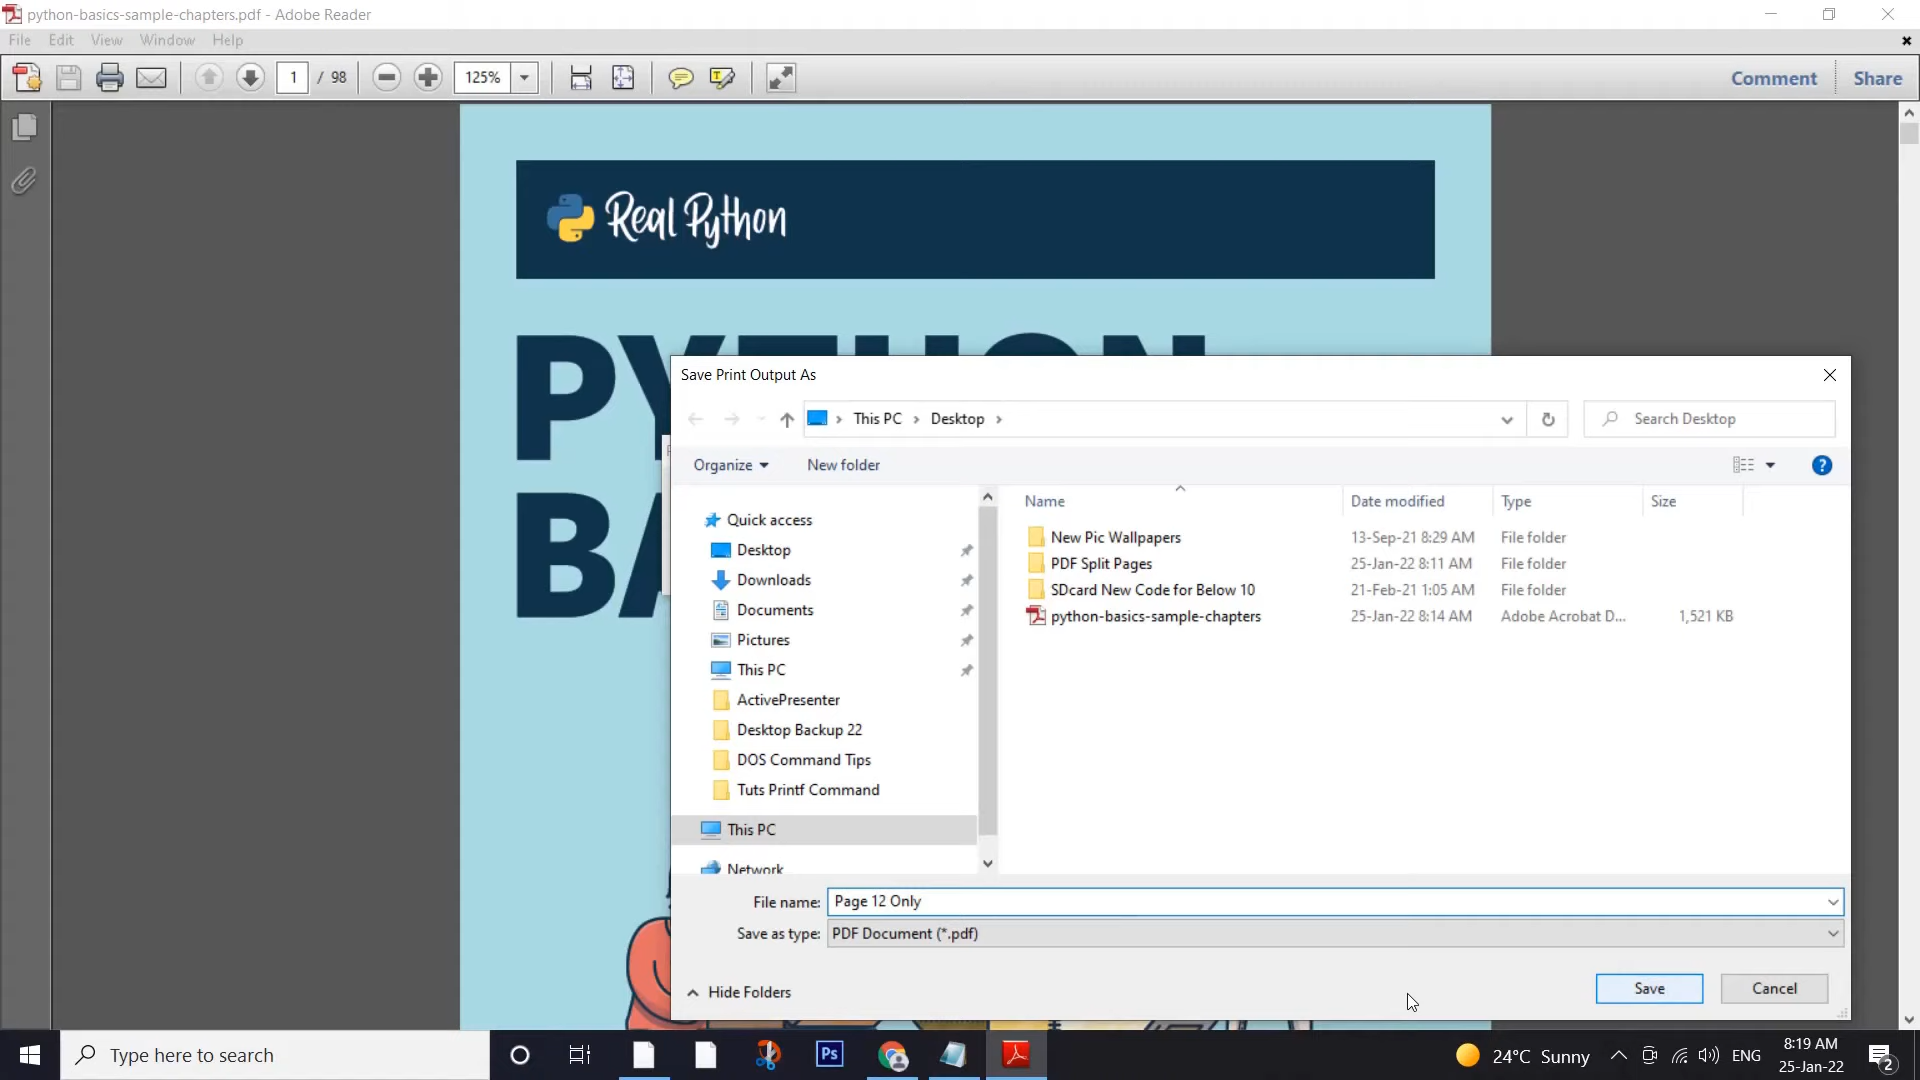 python-basics-sample-chapters.pdf - Adobe Reader
File Edit View Window Help
1 / 98 125% Comment Share
Real Python
PYTHON
BA
Save Print Output As
This PC Desktop Search Desktop
Organize New folder
Name Date modified Type Size
Quick access
Desktop
Downloads
Documents
Pictures
This PC
ActivePresenter
Desktop Backup 22
DOS Command Tips
Tuts Printf Command
This PC
Network
New Pic Wallpapers 13-Sep-21 8:29 AM File folder
PDF Split Pages 25-Jan-22 8:11 AM File folder
SDcard New Code for Below 10 21-Feb-21 1:05 AM File folder
python-basics-sample-chapters 25-Jan-22 8:14 AM Adobe Acrobat D... 1,521 KB
File name: Page 12 Only
Save as type: PDF Document (*.pdf)
Hide Folders Save Cancel
Type here to search Ps 24°C Sunny ENG 8:19 AM
25-Jan-22 2